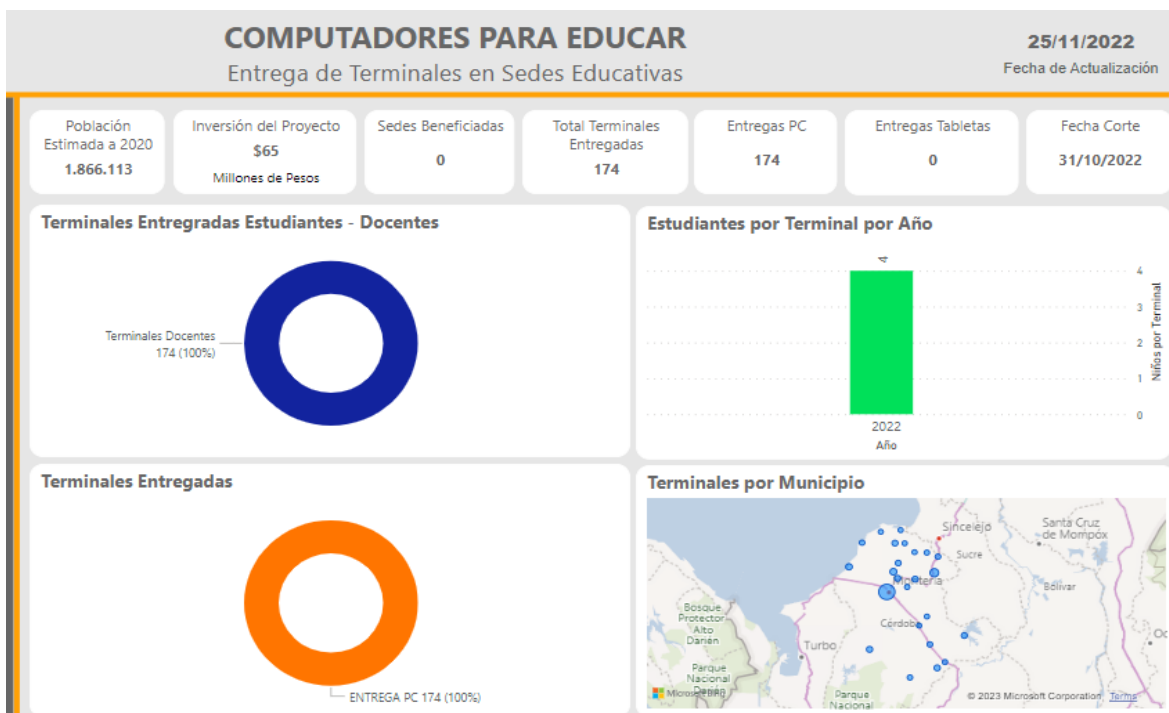 COMPUTADORES PARA EDUCAR
Entrega de Terminales en Sedes Educativas
25/11/2022
Fecha de Actualización
Población
Estimada a 2020
1.866.113
Inversión del Proyecto
$65
Millones de Pesos
Sedes Beneficiadas
0
Total Terminales
Entregadas
174
Entregas PC
174
Entregas Tabletas
0
Fecha Corte
31/10/2022
Terminales Entregradas Estudiantes - Docentes
Terminales Docentes
174 (100%)
Estudiantes por Terminal por Año
4
4
3
2
1
0
Niños por Terminal
2022
Año
Terminales Entregadas
ENTREGA PC 174 (100%)
Terminales por Municipio
Sincelejo
Santa Cruz
de Mompóx
Sucre
Montería
Bolívar
Bosque
Protector
Alto
Darién
Córdoba
Turbo
Parque
Nacional
Darién
Parque
Nacional
Microsoft Bing
© 2023 Microsoft Corporation
Terms